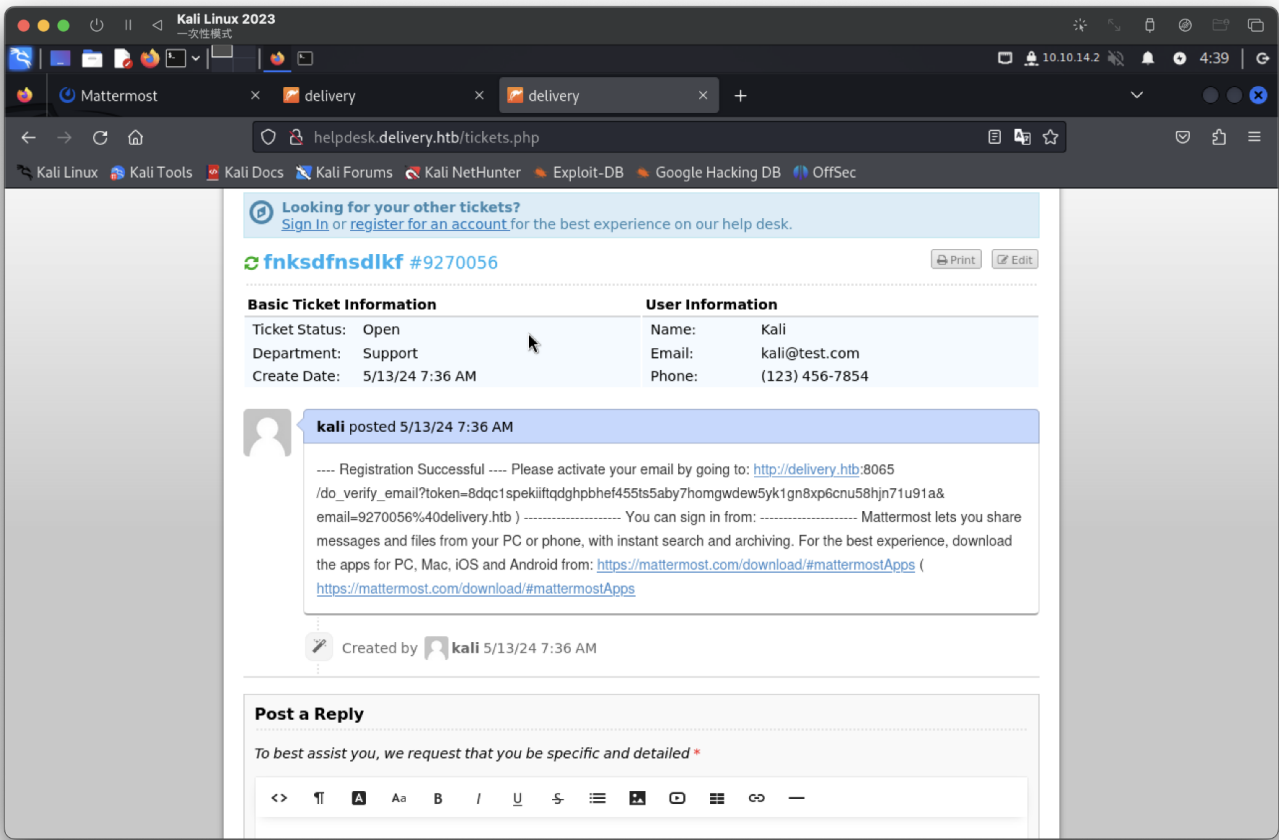 Kali Linux 2023
一次性模式
10.10.14.2 4:39
Mattermost delivery delivery
helpdesk.delivery.htb/tickets.php
Kali Linux Kali Tools Kali Docs Kali Forums Kali NetHunter Exploit-DB Google Hacking DB OffSec
Looking for your other tickets?
Sign In or register for an account for the best experience on our help desk.
fnksdfnsdlkf #9270056 Print Edit
Basic Ticket Information User Information
Ticket Status: Open Name: Kali
Department: Support Email: kali@test.com
Create Date: 5/13/24 7:36 AM Phone: (123) 456-7854
kali posted 5/13/24 7:36 AM
---- Registration Successful ---- Please activate your email by going to: http://delivery.htb:8065
/do_verify_email?token=8dqc1spekiiftqdghpbhef455ts5aby7homgwdew5yk1gn8xp6cnu58hjn71u91a&
email=9270056%40delivery.htb ) --------------------- You can sign in from: --------------------- Mattermost lets you share
messages and files from your PC or phone, with instant search and archiving. For the best experience, download
the apps for PC, Mac, iOS and Android from: https://mattermost.com/download/#mattermostApps (
https://mattermost.com/download/#mattermostApps
Created by kali 5/13/24 7:36 AM
Post a Reply
To best assist you, we request that you be specific and detailed *
<> ¶ A Aa B I U S